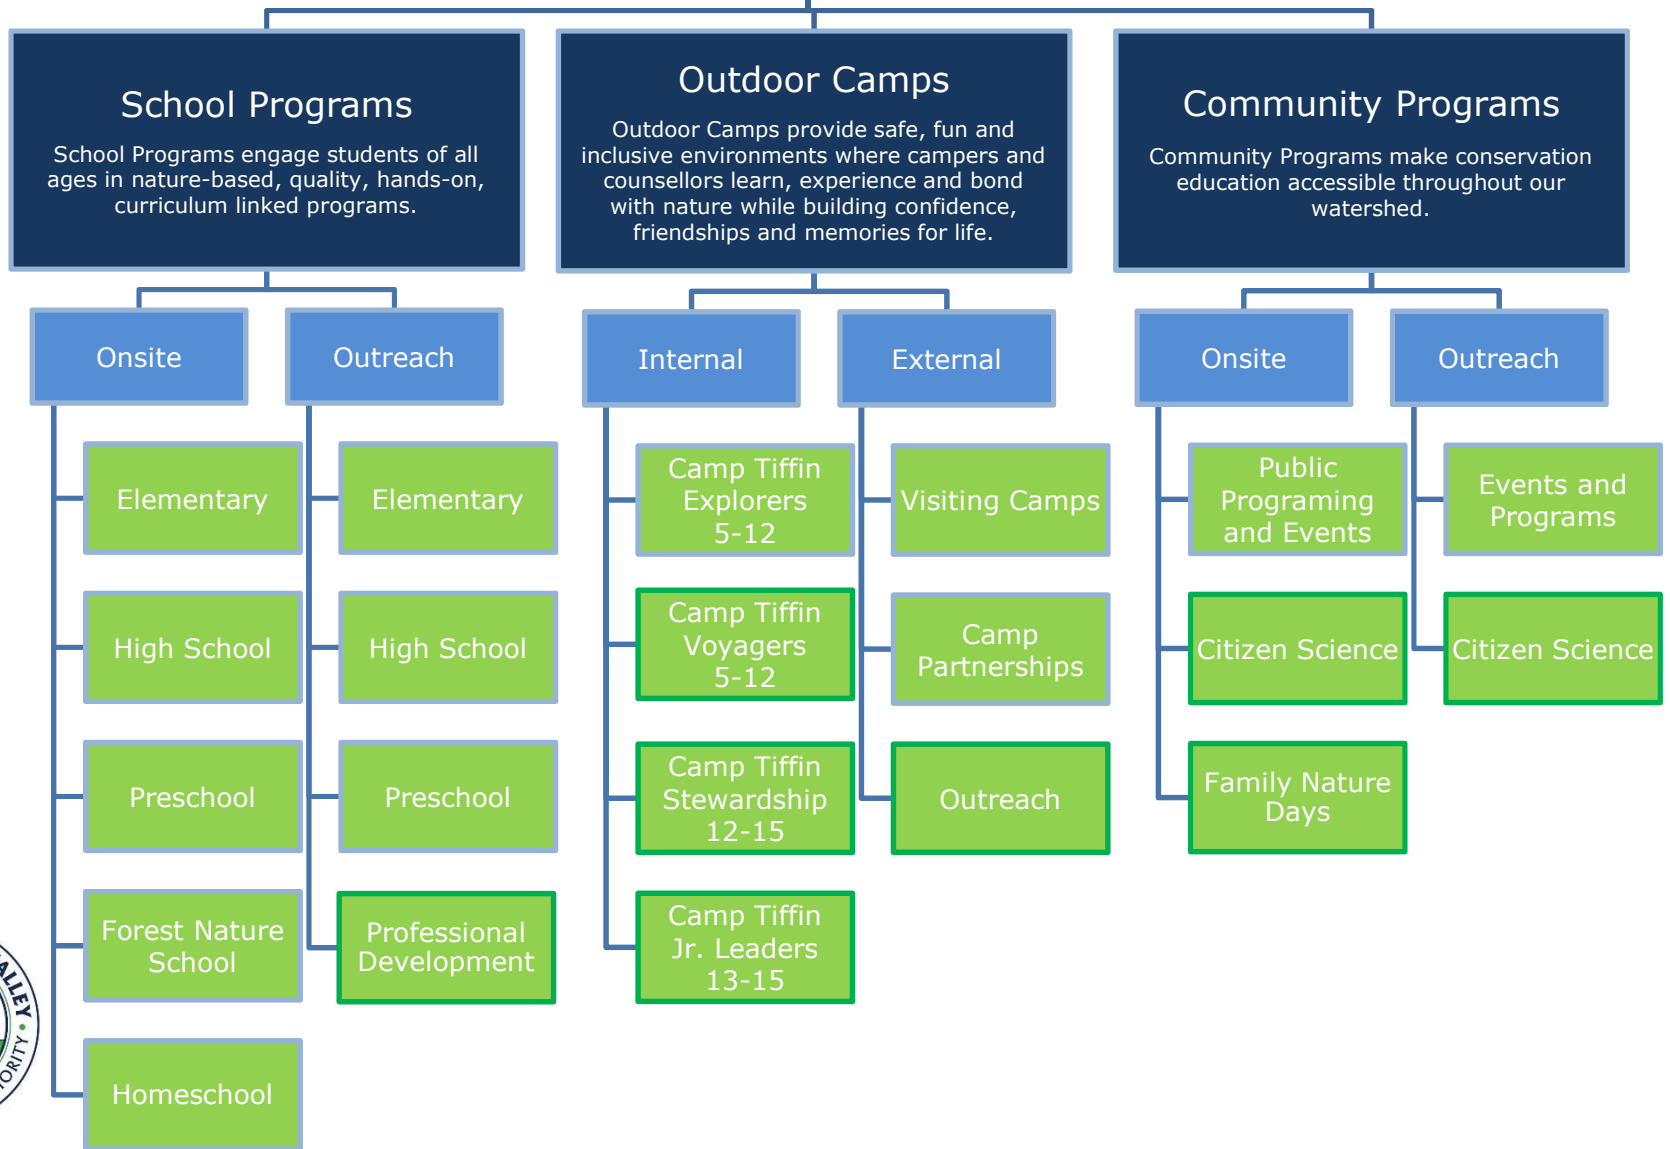 School Programs
School Programs engage students of all
ages in nature-based, quality, hands-on,
curriculum linked programs.
Outdoor Camps
Outdoor Camps provide safe, fun and
inclusive environments where campers and
counsellors learn, experience and bond
with nature while building confidence,
friendships and memories for life.
Community Programs
Community Programs make conservation
education accessible throughout our
watershed.
Onsite
Outreach
Internal
External
Onsite
Outreach
Elementary
High School
Preschool
Forest Nature
School
Homeschool
Elementary
High School
Preschool
Professional
Development
Camp Tiffin
Explorers
5-12
Camp Tiffin
Voyagers
5-12
Camp Tiffin
Stewardship
12-15
Camp Tiffin
Jr. Leaders
13-15
Visiting Camps
Camp
Partnerships
Outreach
Public
Programing
and Events
Citizen Science
Family Nature
Days
Events and
Programs
Citizen Science